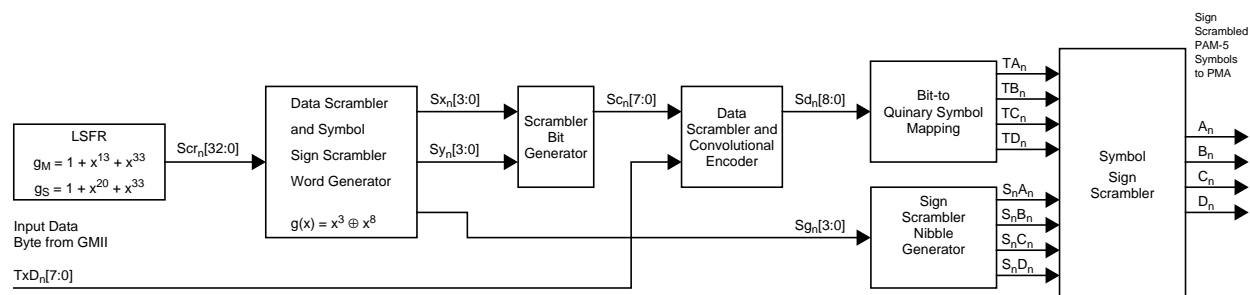 LSFR
g_M = 1 + x^13 + x^33
g_S = 1 + x^20 + x^33
Input Data
Byte from GMII
TxD_n[7:0]
Scr_n[32:0]
Data Scrambler
and Symbol
Sign Scrambler
Word Generator
g(x) = x^3 ⊕ x^8
Sx_n[3:0]
Sy_n[3:0]
Scrambler
Bit
Generator
Sc_n[7:0]
Data
Scrambler and
Convolutional
Encoder
Sd_n[8:0]
Sg_n[3:0]
Bit-to
Quinary Symbol
Mapping
TA_n
TB_n
TC_n
TD_n
Sign
Scrambler
Nibble
Generator
S_nA_n
S_nB_n
S_nC_n
S_nD_n
Symbol
Sign
Scrambler
Sign
Scrambled
PAM-5
Symbols
to PMA
A_n
B_n
C_n
D_n